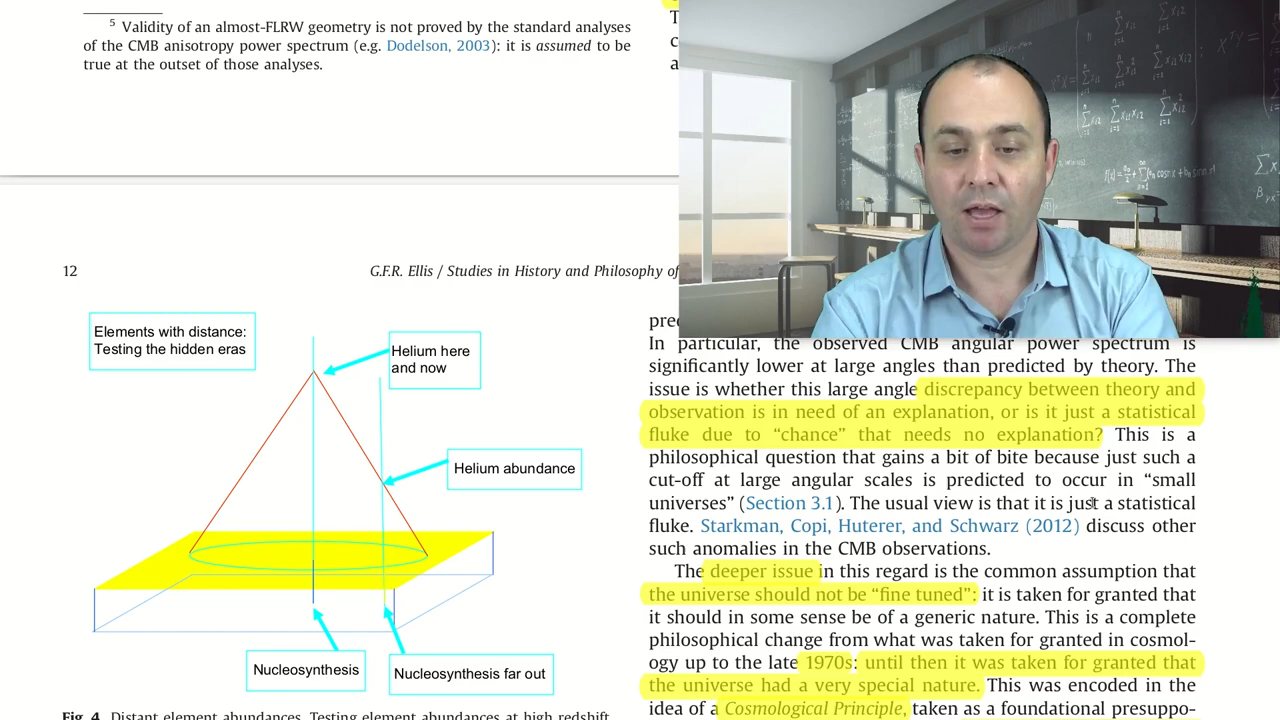 5 Validity of an almost-FLRW geometry is not proved by the standard analyses
of the CMB anisotropy power spectrum (e.g. Dodelson, 2003): it is assumed to be
true at the outset of those analyses.
12
G.F.R. Ellis / Studies in History and Philosophy of
Elements with distance:
Testing the hidden eras
Helium here
and now
Helium abundance
Nucleosynthesis
Nucleosynthesis far out
Fig. 4. Distant element abundances. Testing element abundances at high redshift
In particular, the observed CMB angular power spectrum is
significantly lower at large angles than predicted by theory. The
issue is whether this large angle discrepancy between theory and
observation is in need of an explanation, or is it just a statistical
fluke due to “chance” that needs no explanation? This is a
philosophical question that gains a bit of bite because just such a
cut-off at large angular scales is predicted to occur in “small
universes” (Section 3.1). The usual view is that it is just a statistical
fluke. Starkman, Copi, Huterer, and Schwarz (2012) discuss other
such anomalies in the CMB observations.
The deeper issue in this regard is the common assumption that
the universe should not be “fine tuned”: it is taken for granted that
it should in some sense be of a generic nature. This is a complete
philosophical change from what was taken for granted in cosmol-
ogy up to the late 1970s: until then it was taken for granted that
the universe had a very special nature. This was encoded in the
idea of a Cosmological Principle, taken as a foundational presuppo-